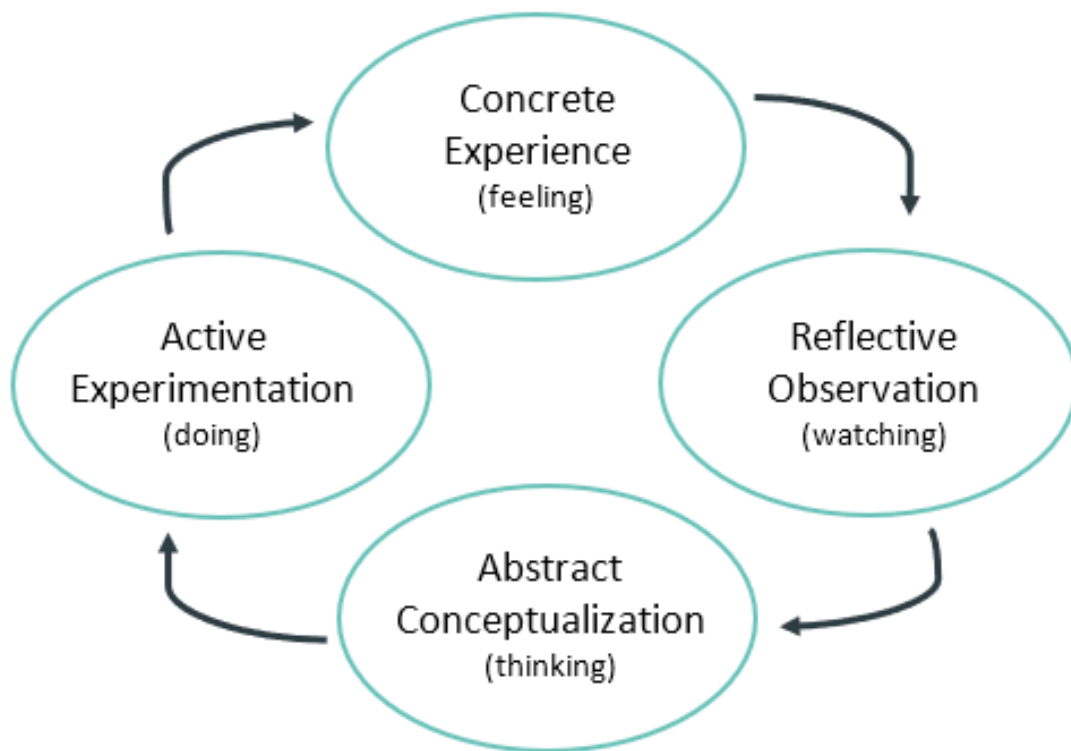 Concrete
Experience
(feeling)
Reflective
Observation
(watching)
Abstract
Conceptualization
(thinking)
Active
Experimentation
(doing)